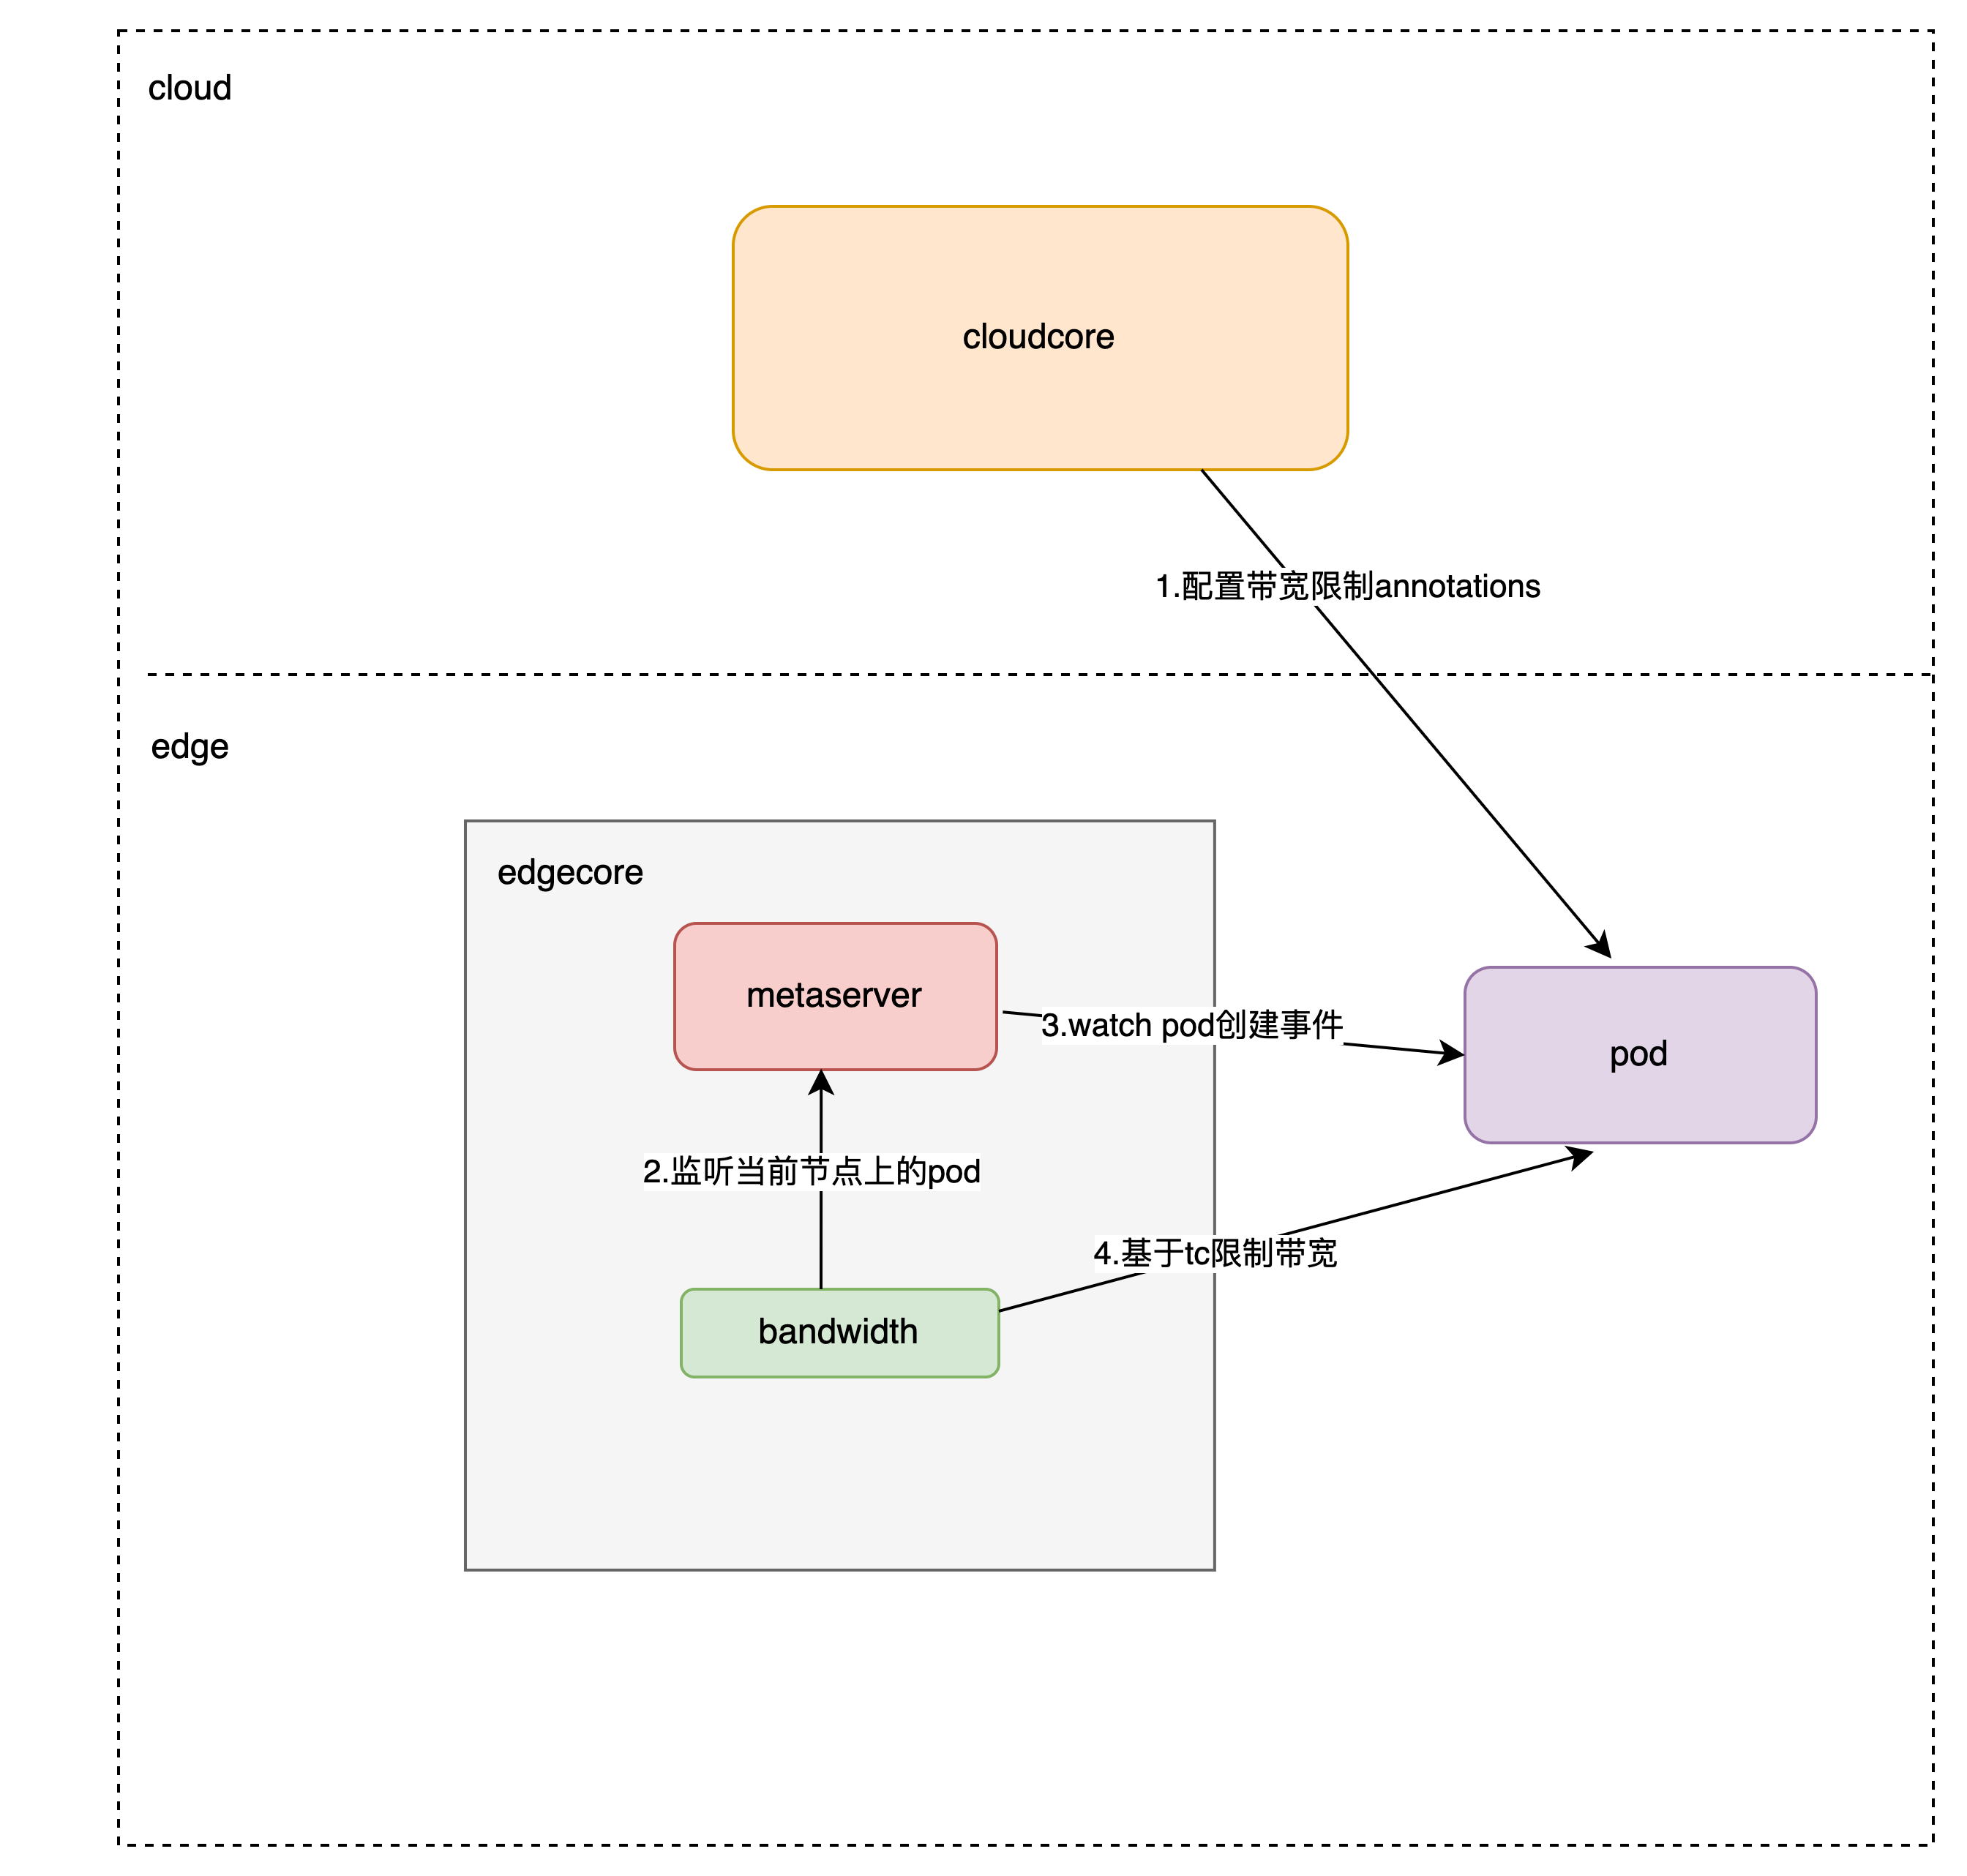 cloud
cloudcore
1.配置带宽限制annotations
edge
edgecore
metaserver
3.watch pod创建事件
pod
2.监听当前节点上的pod
4.基于tc限制带宽
bandwidth